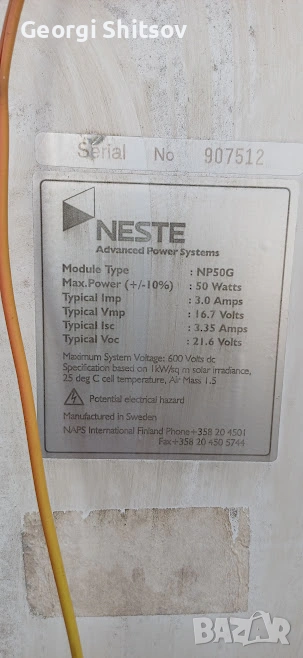 Georgi Shitsov
Serial No 907512
NESTE
Advanced Power Systems
Module Type : NP50G
Max.Power (+/-10%) : 50 Watts
Typical Imp : 3.0 Amps
Typical Vmp : 16.7 Volts
Typical Isc : 3.35 Amps
Typical Voc : 21.6 Volts
Maximum System Voltage: 600 Volts dc
Specification based on 1kW/sq m solar irradiance,
25 deg C cell temperature, Air Mass 1.5
Potential electrical hazard
Manufactured in Sweden
NAPS International Finland Phone+358 20 4501
Fax+358 20 450 5744
BAZAR